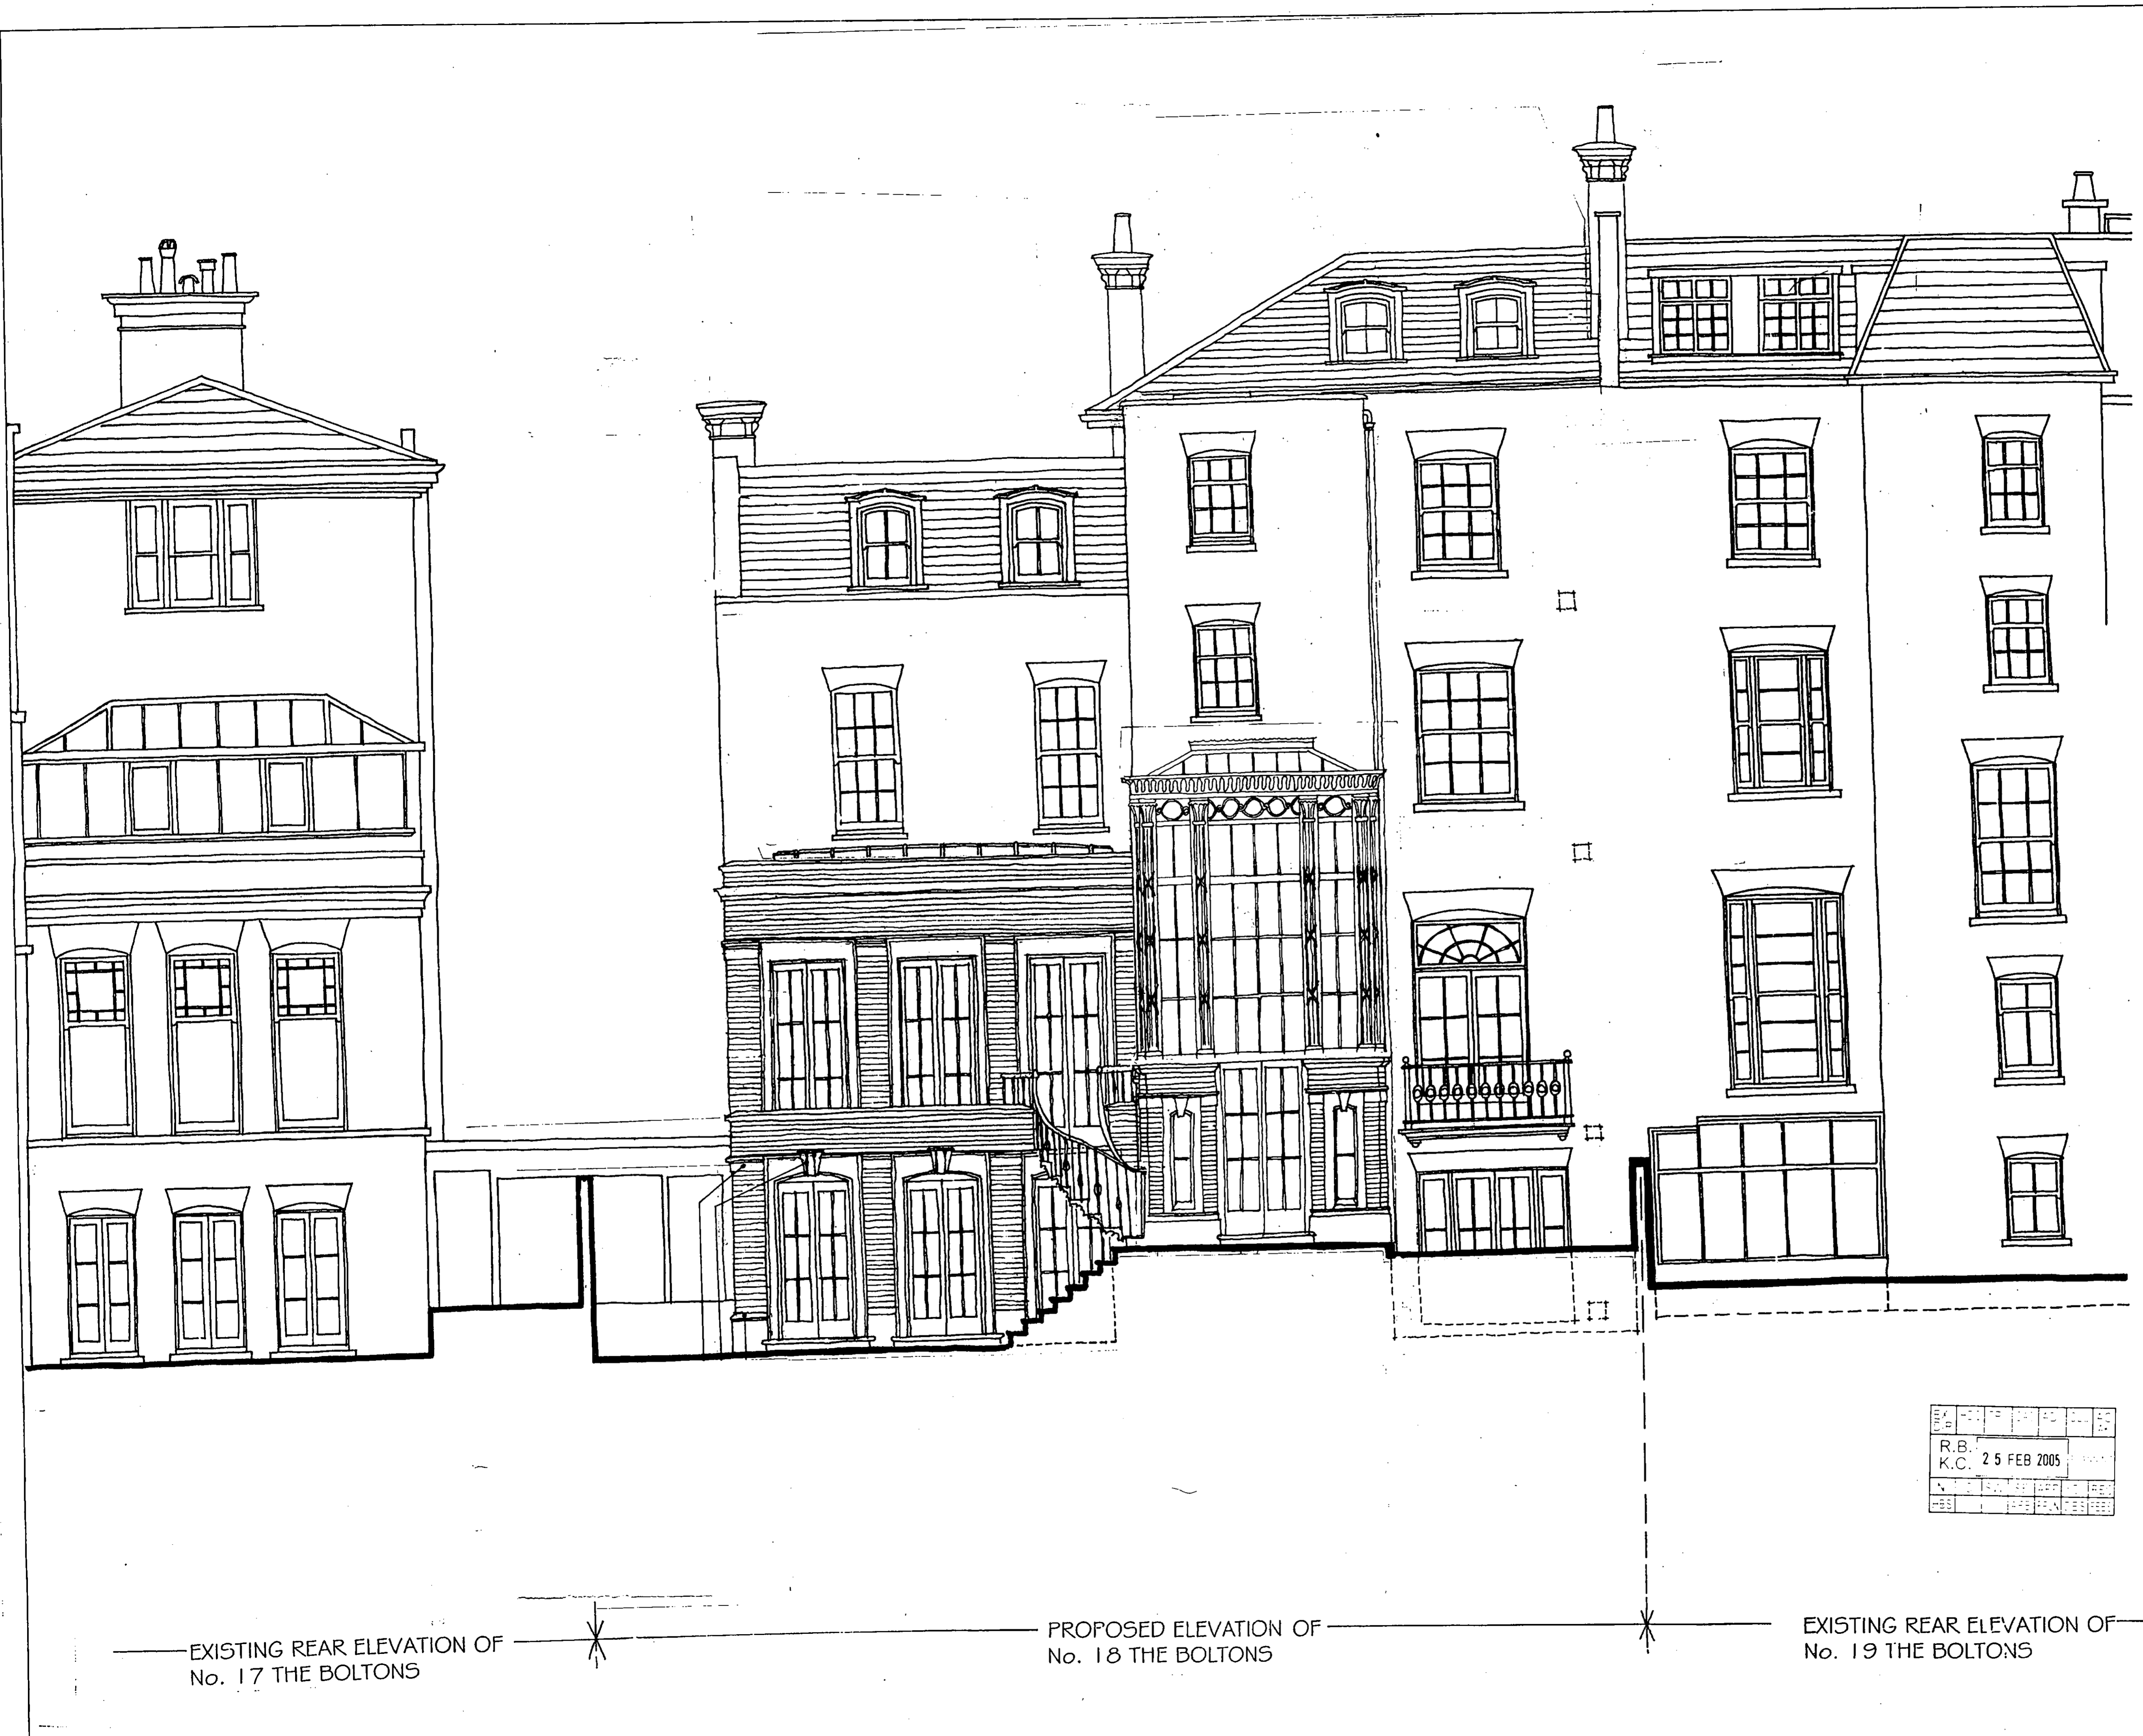 R.B.
K.C.
25 FEB 2005
EXISTING REAR ELEVATION OF
No. 17 THE BOLTONS
PROPOSED ELEVATION OF
No. 18 THE BOLTONS
EXISTING REAR ELEVATION OF
No. 19 THE BOLTONS